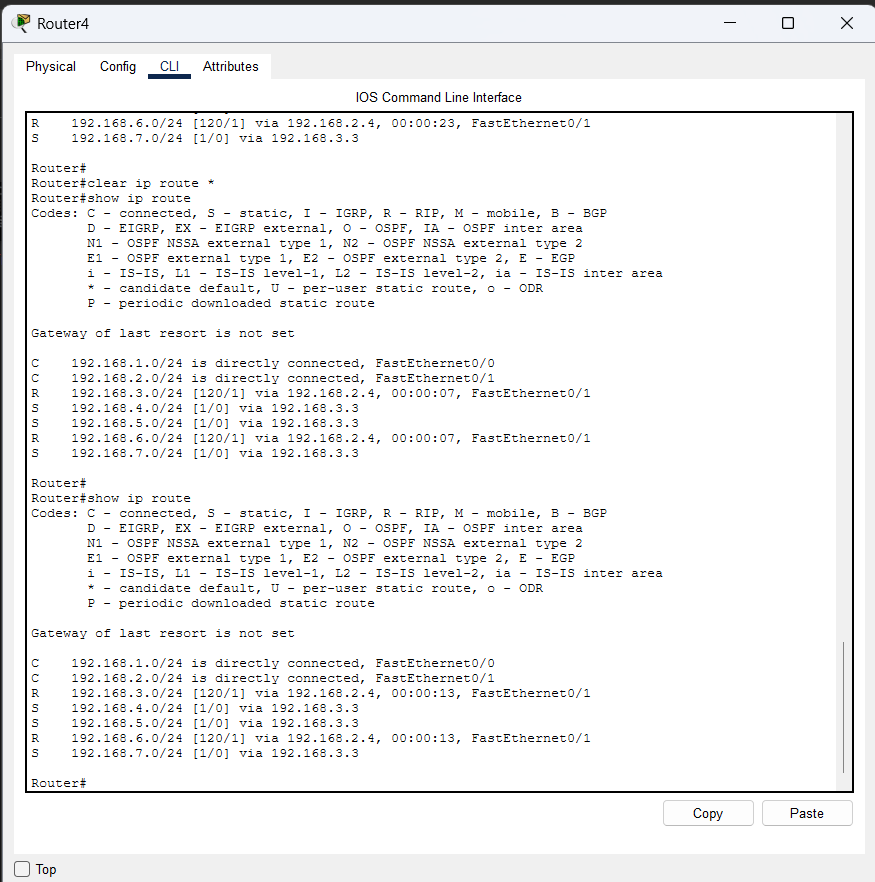 Router4
Physical Config CLI Attributes
IOS Command Line Interface
R    192.168.6.0/24 [120/1] via 192.168.2.4, 00:00:23, FastEthernet0/1
S    192.168.7.0/24 [1/0] via 192.168.3.3

Router#
Router#clear ip route *
Router#show ip route
Codes: C - connected, S - static, I - IGRP, R - RIP, M - mobile, B - BGP
       D - EIGRP, EX - EIGRP external, O - OSPF, IA - OSPF inter area
       N1 - OSPF NSSA external type 1, N2 - OSPF NSSA external type 2
       E1 - OSPF external type 1, E2 - OSPF external type 2, E - EGP
       i - IS-IS, L1 - IS-IS level-1, L2 - IS-IS level-2, ia - IS-IS inter area
       * - candidate default, U - per-user static route, o - ODR
       P - periodic downloaded static route

Gateway of last resort is not set

C    192.168.1.0/24 is directly connected, FastEthernet0/0
C    192.168.2.0/24 is directly connected, FastEthernet0/1
R    192.168.3.0/24 [120/1] via 192.168.2.4, 00:00:07, FastEthernet0/1
S    192.168.4.0/24 [1/0] via 192.168.3.3
S    192.168.5.0/24 [1/0] via 192.168.3.3
R    192.168.6.0/24 [120/1] via 192.168.2.4, 00:00:07, FastEthernet0/1
S    192.168.7.0/24 [1/0] via 192.168.3.3

Router#
Router#show ip route
Codes: C - connected, S - static, I - IGRP, R - RIP, M - mobile, B - BGP
       D - EIGRP, EX - EIGRP external, O - OSPF, IA - OSPF inter area
       N1 - OSPF NSSA external type 1, N2 - OSPF NSSA external type 2
       E1 - OSPF external type 1, E2 - OSPF external type 2, E - EGP
       i - IS-IS, L1 - IS-IS level-1, L2 - IS-IS level-2, ia - IS-IS inter area
       * - candidate default, U - per-user static route, o - ODR
       P - periodic downloaded static route

Gateway of last resort is not set

C    192.168.1.0/24 is directly connected, FastEthernet0/0
C    192.168.2.0/24 is directly connected, FastEthernet0/1
R    192.168.3.0/24 [120/1] via 192.168.2.4, 00:00:13, FastEthernet0/1
S    192.168.4.0/24 [1/0] via 192.168.3.3
S    192.168.5.0/24 [1/0] via 192.168.3.3
R    192.168.6.0/24 [120/1] via 192.168.2.4, 00:00:13, FastEthernet0/1
S    192.168.7.0/24 [1/0] via 192.168.3.3

Router#
Copy Paste
Top